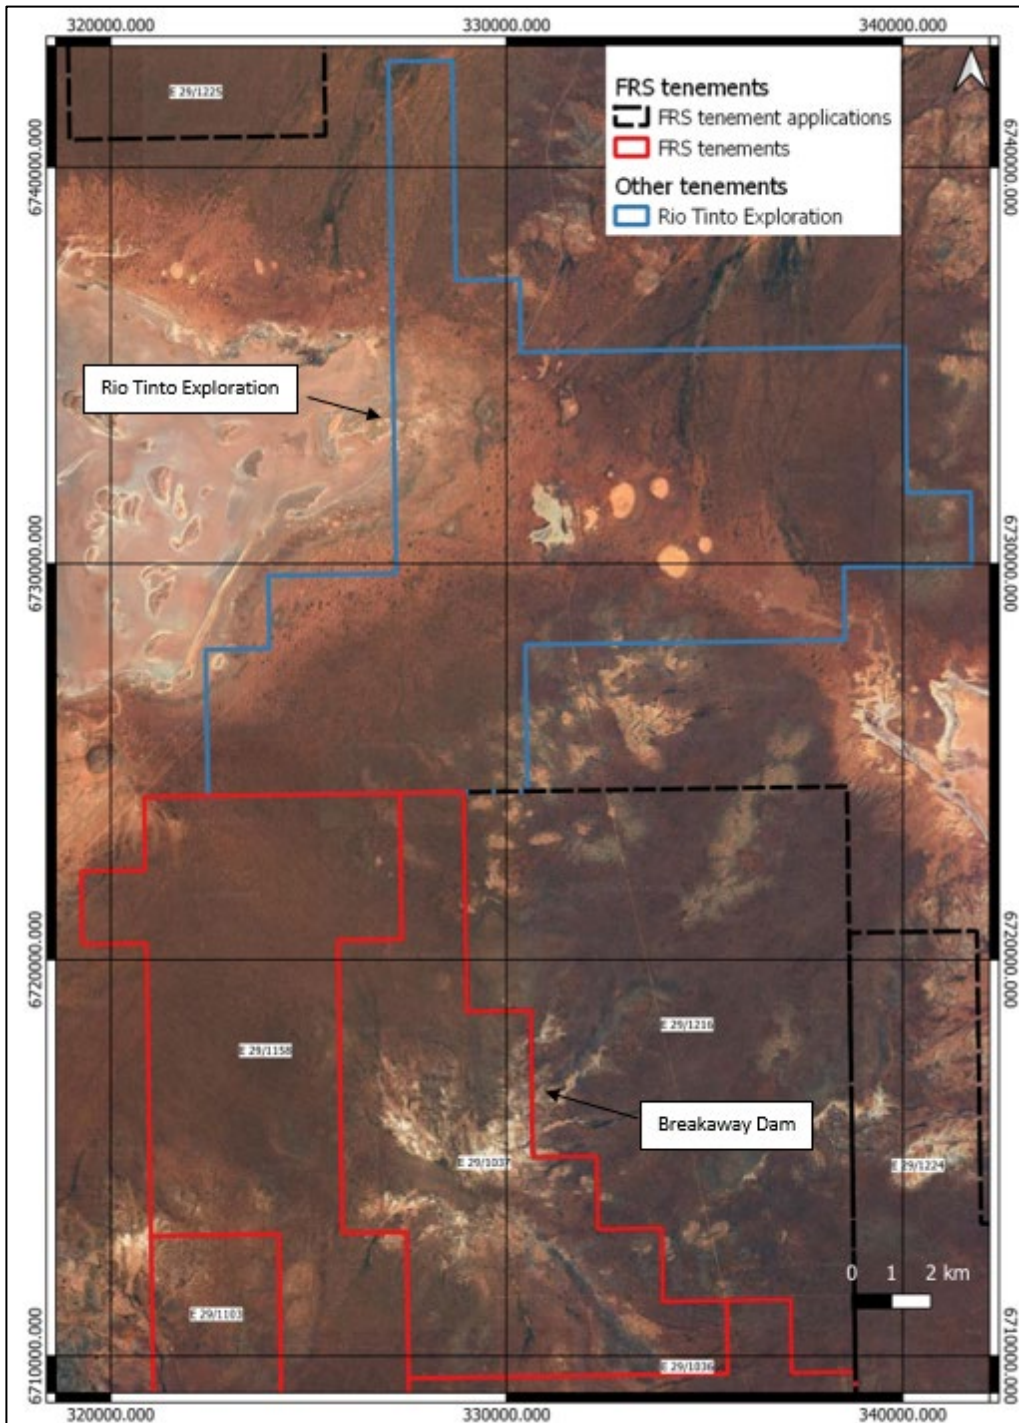 320000.000 330000.000 340000.000
FRS tenements
FRS tenement applications
FRS tenements
Other tenements
Rio Tinto Exploration
E 29/1225
6740000.000 6740000.000
Rio Tinto Exploration
6730000.000 6730000.000
6720000.000 6720000.000
E 29/1216
E 29/1158
Breakaway Dam
E 29/1037
E 29/1224
0 1 2 km
E 29/1103
6710000.000 6710000.000
E 29/1036
320000.000 330000.000 340000.000